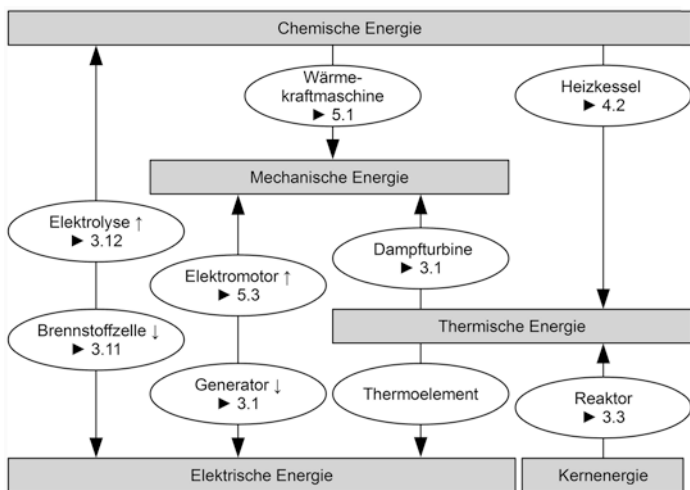 Chemische Energie
Wärme-
kraftmaschine
► 5.1
Heizkessel
► 4.2
Mechanische Energie
Elektrolyse ↑
► 3.12
Dampfturbine
► 3.1
Elektromotor ↑
► 5.3
Thermische Energie
Brennstoffzelle ↓
► 3.11
Generator ↓
► 3.1
Thermoelement
Reaktor
► 3.3
Elektrische Energie
Kernenergie